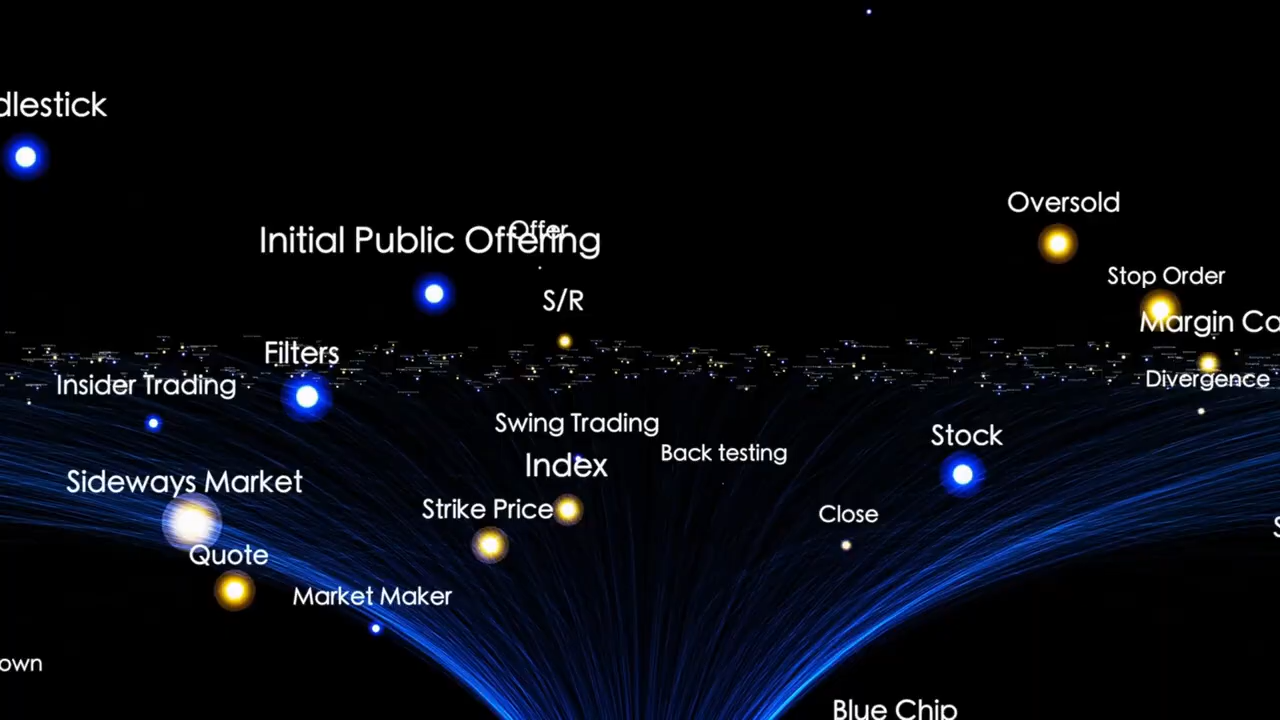 dlestick
Oversold
Offer
Initial Public Offering
Stop Order
S/R
Margin Co
Filters
Divergence
Insider Trading
Swing Trading
Stock
Back testing
Index
Sideways Market
Strike Price
Close
Quote
Market Maker
own
Blue Chip